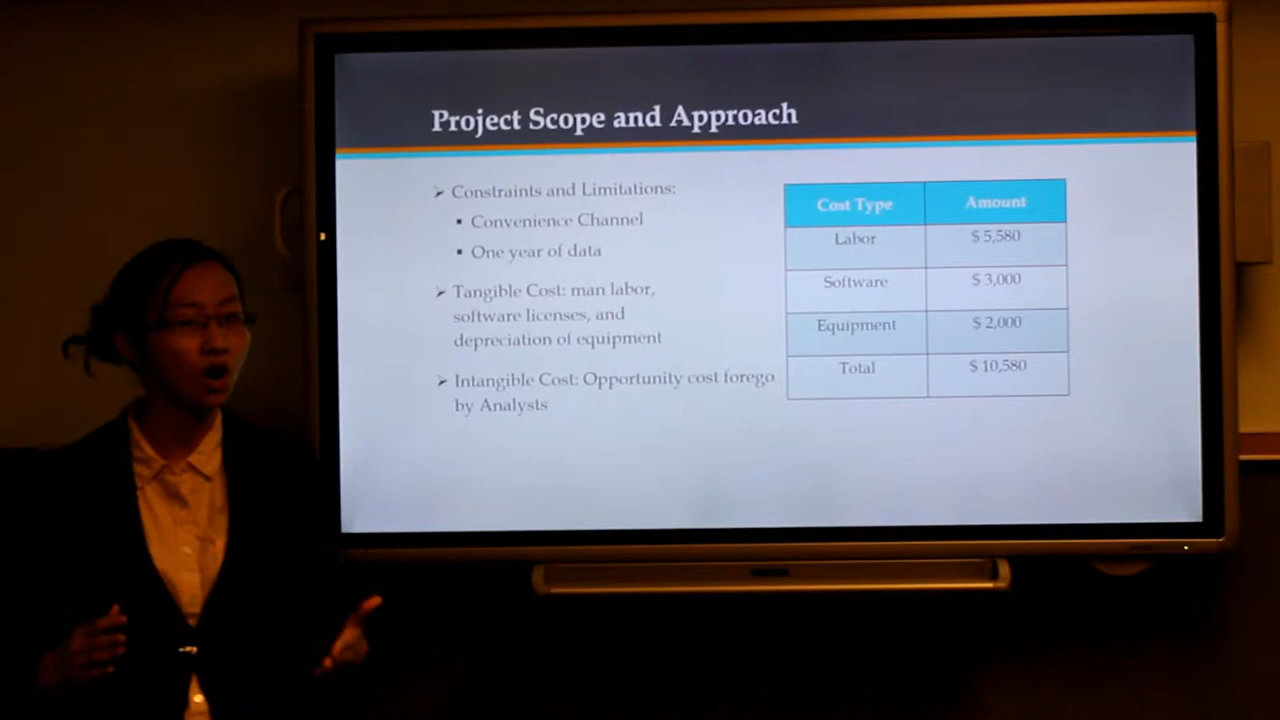 Project Scope and Approach
➢ Constraints and Limitations:
▪ Convenience Channel
▪ One year of data
➢ Tangible Cost: man labor,
software licenses, and
depreciation of equipment
➢ Intangible Cost: Opportunity cost forego
by Analysts
Cost Type Amount
Labor $ 5,580
Software $ 3,000
Equipment $ 2,000
Total $ 10,580